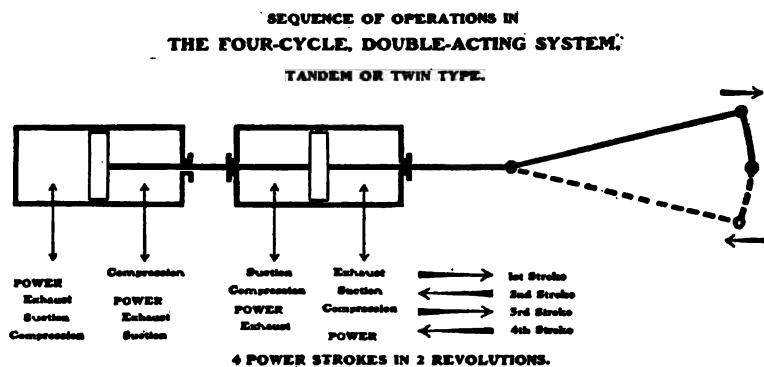 SEQUENCE OF OPERATIONS IN
THE FOUR-CYCLE, DOUBLE-ACTING SYSTEM.
TANDEM OR TWIN TYPE.
POWER Compression Suction Exhaust 1st Stroke
Exhaust POWER Compression Suction 2nd Stroke
Suction Exhaust POWER Compression 3rd Stroke
Compression Suction Exhaust POWER 4th Stroke
4 POWER STROKES IN 2 REVOLUTIONS.